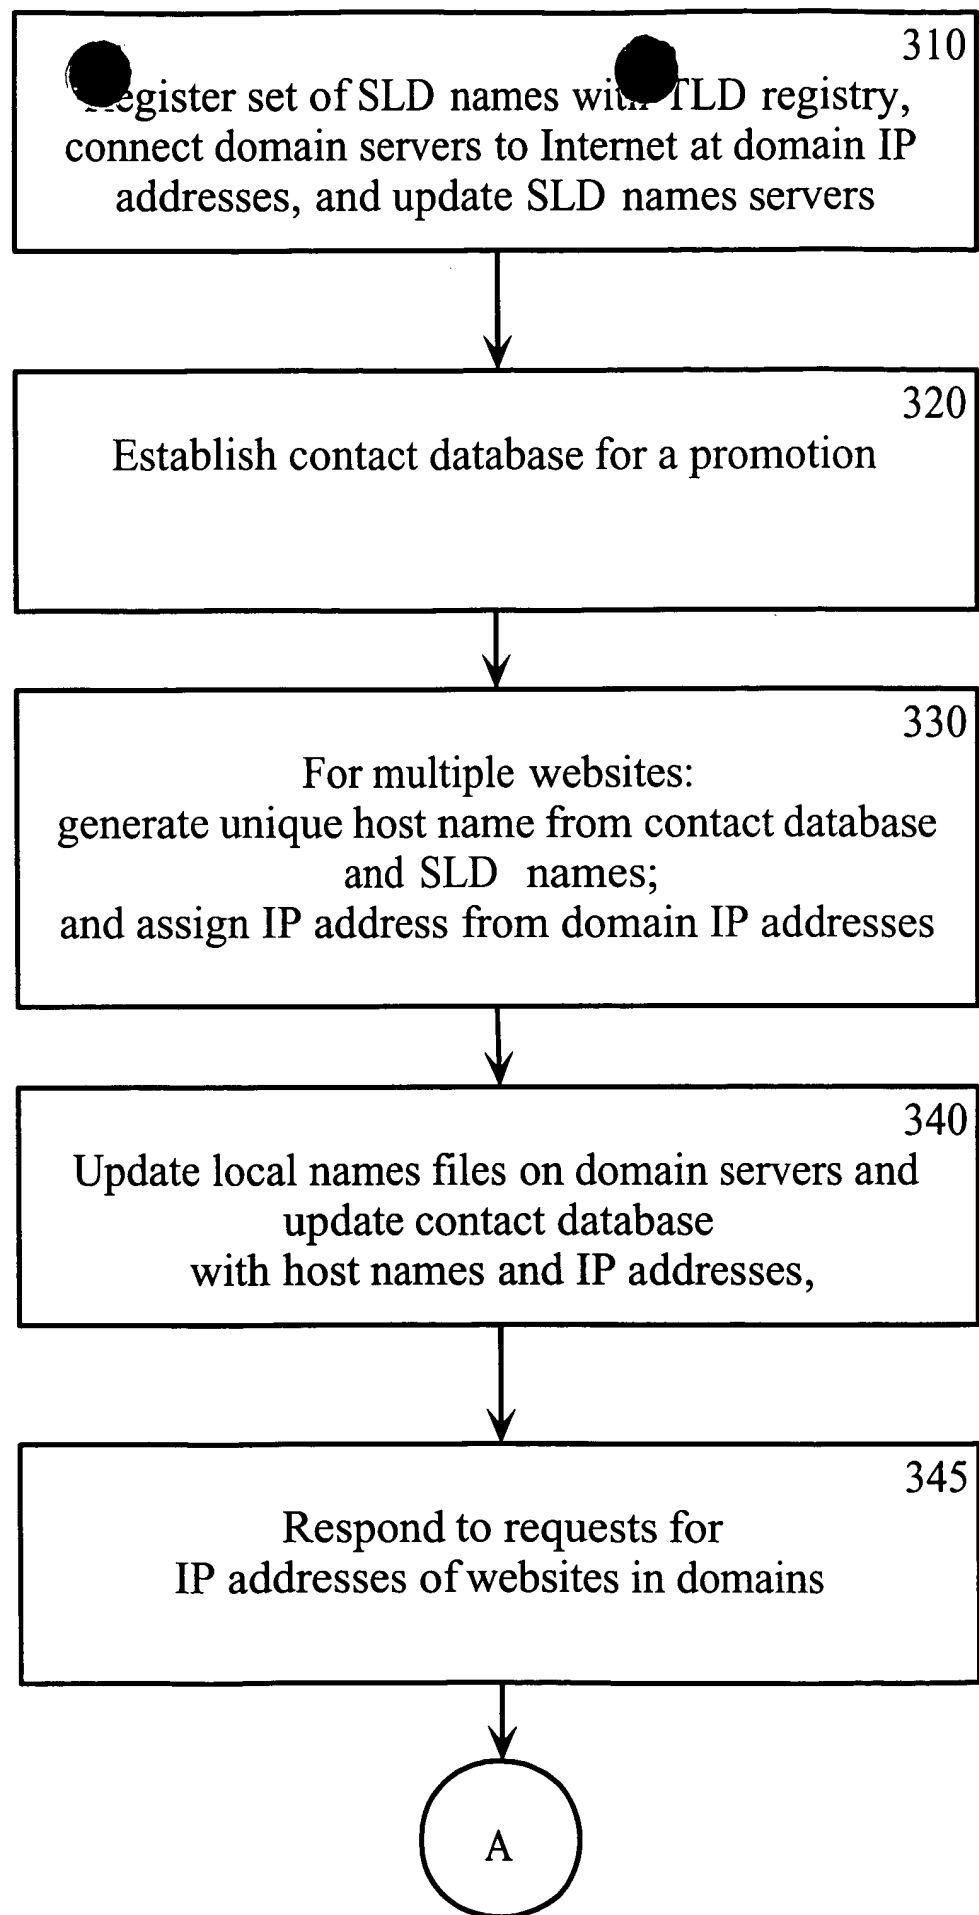 310
Register set of SLD names with TLD registry,
connect domain servers to Internet at domain IP
addresses, and update SLD names servers
320
Establish contact database for a promotion
330
For multiple websites:
generate unique host name from contact database
and SLD names;
and assign IP address from domain IP addresses
340
Update local names files on domain servers and
update contact database
with host names and IP addresses,
345
Respond to requests for
IP addresses of websites in domains
A